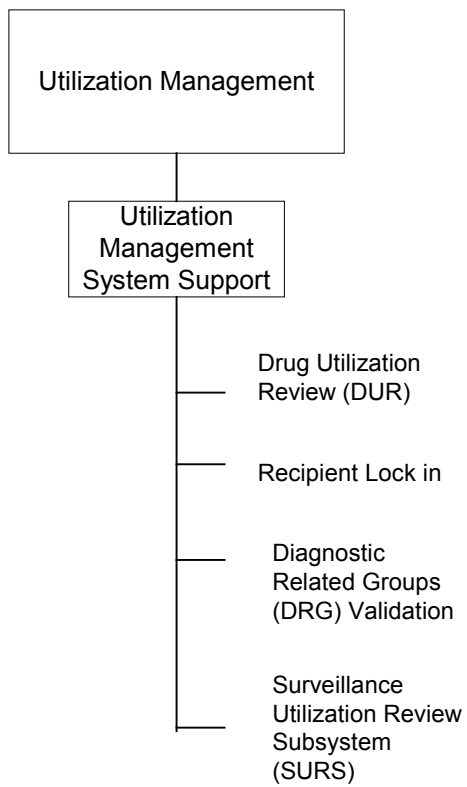 Utilization Management
Utilization
Management
System Support
Drug Utilization
Review (DUR)
Recipient Lock in
Diagnostic
Related Groups
(DRG) Validation
Surveillance
Utilization Review
Subsystem
(SURS)